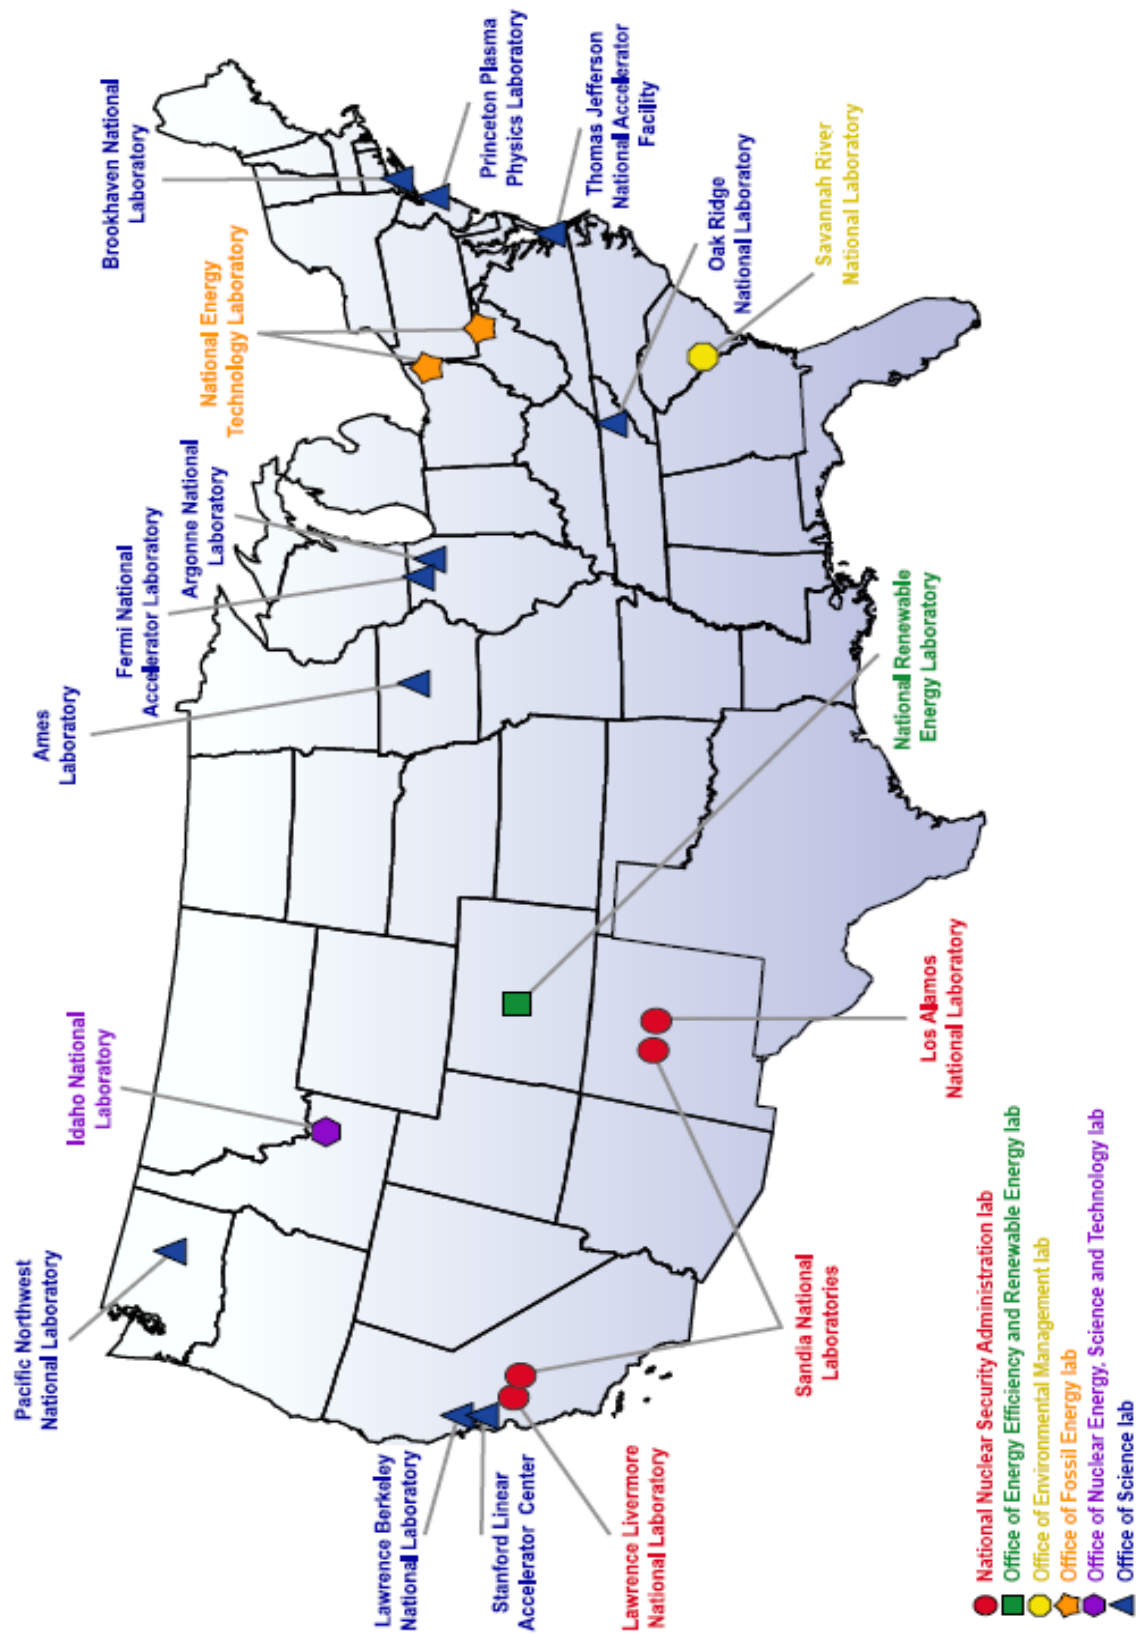 Pacific Northwest
National Laboratory
Idaho National
Laboratory
Ames
Laboratory
Fermi National
Accelerator Laboratory
Argonne National
Laboratory
National Energy
Technology Laboratory
Brookhaven National
Laboratory
Princeton Plasma
Physics Laboratory
Thomas Jefferson
National Accelerator
Facility
Oak Ridge
National Laboratory
Savannah River
National Laboratory
National Renewable
Energy Laboratory
Los Alamos
National Laboratory
Sandia National
Laboratories
Lawrence Berkeley
National Laboratory
Stanford Linear
Accelerator Center
Lawrence Livermore
National Laboratory
National Nuclear Security Administration lab
Office of Energy Efficiency and Renewable Energy lab
Office of Environmental Management lab
Office of Fossil Energy lab
Office of Nuclear Energy, Science and Technology lab
Office of Science lab